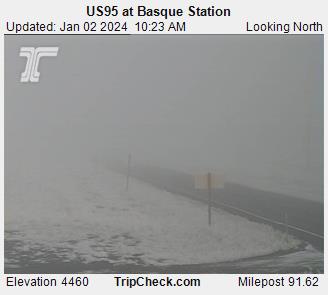 US95 at Basque Station
Updated: Jan 02 2024 10:23 AM Looking North
Elevation 4460 TripCheck.com Milepost 91.62